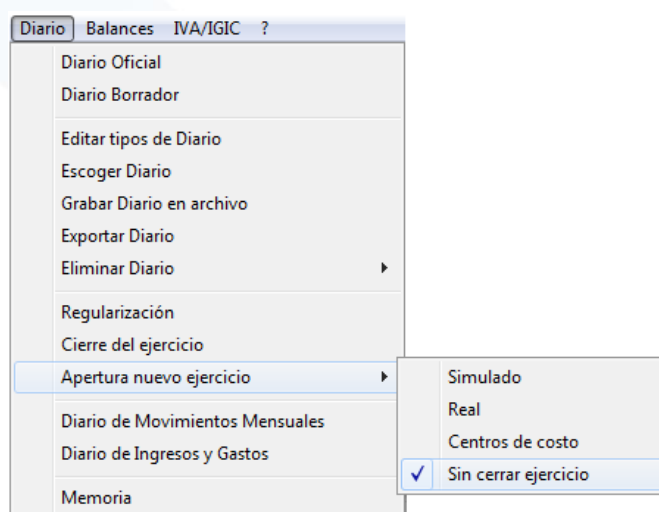 Diario Balances IVA/IGIC ?
Diario Oficial
Diario Borrador
Editar tipos de Diario
Escoger Diario
Grabar Diario en archivo
Exportar Diario
Eliminar Diario
Regularización
Cierre del ejercicio
Apertura nuevo ejercicio
Simulado
Real
Centros de costo
Sin cerrar ejercicio
Diario de Movimientos Mensuales
Diario de Ingresos y Gastos
Memoria